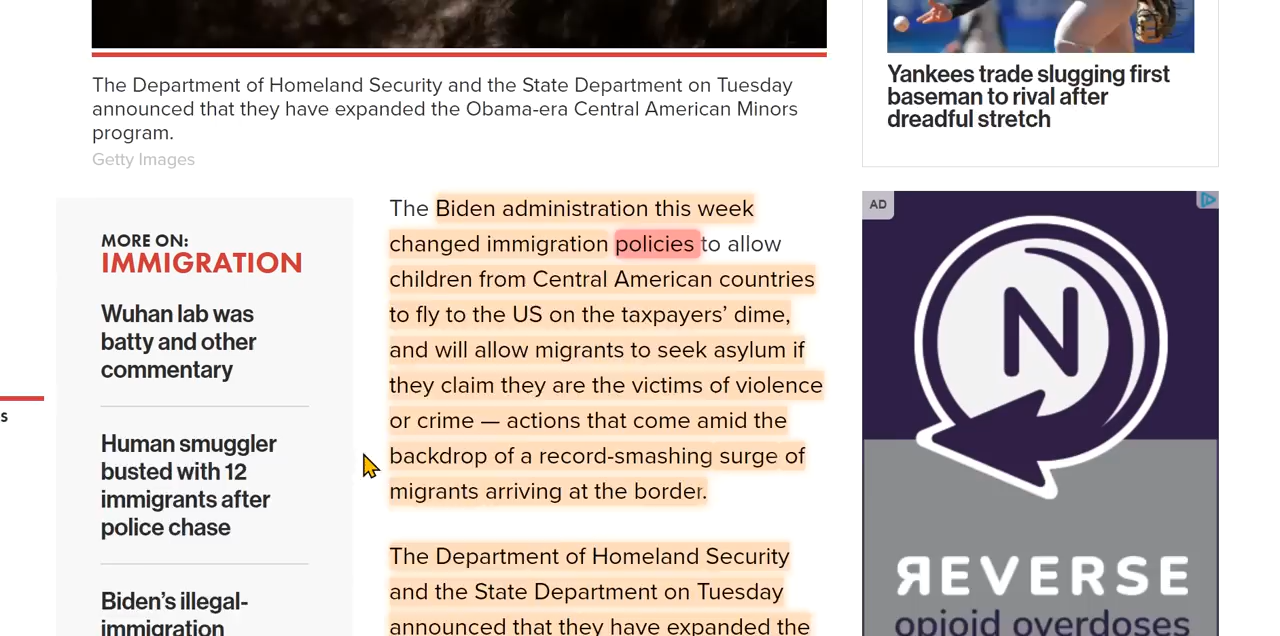 The Department of Homeland Security and the State Department on Tuesday
announced that they have expanded the Obama-era Central American Minors
program.
Getty Images
MORE ON:
IMMIGRATION
Wuhan lab was
batty and other
commentary
Human smuggler
busted with 12
immigrants after
police chase
Biden's illegal-
immigration
s
The Biden administration this week
changed immigration policies to allow
children from Central American countries
to fly to the US on the taxpayers' dime,
and will allow migrants to seek asylum if
they claim they are the victims of violence
or crime — actions that come amid the
backdrop of a record-smashing surge of
migrants arriving at the border.
The Department of Homeland Security
and the State Department on Tuesday
announced that they have expanded the
Yankees trade slugging first
baseman to rival after
dreadful stretch
AD
N
REVERSE
opioid overdoses